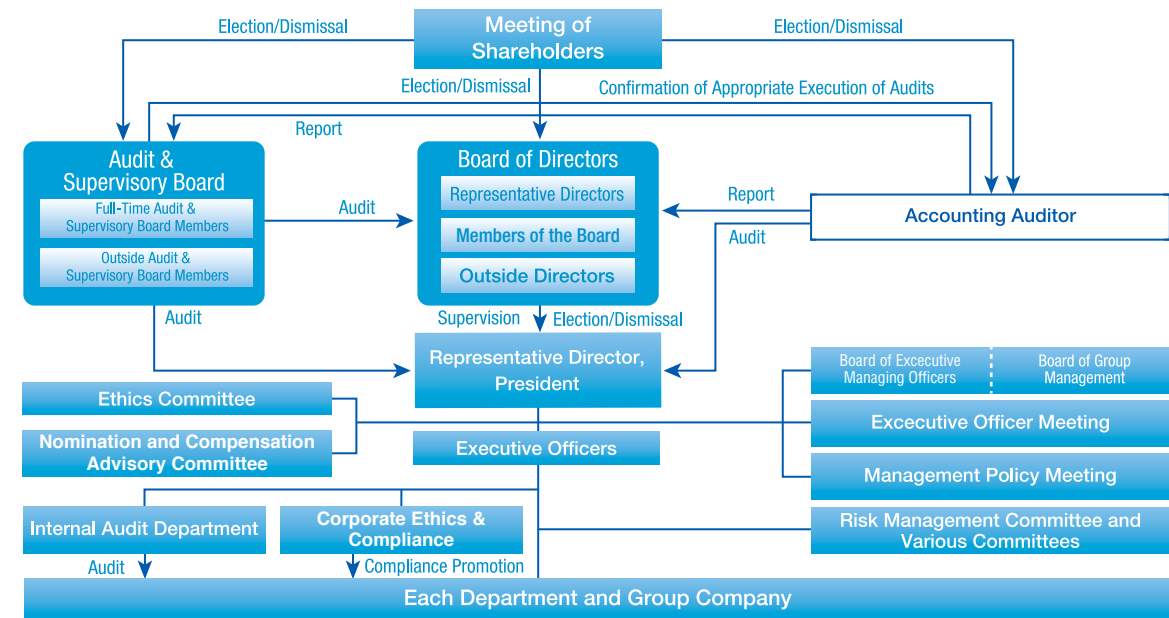 Election/Dismissal
Meeting of
Shareholders
Election/Dismissal
Election/Dismissal
Confirmation of Appropriate Execution of Audits
Report
Audit &
Supervisory Board
Full-Time Audit &
Supervisory Board Members
Outside Audit &
Supervisory Board Members
Audit
Board of Directors
Representative Directors
Members of the Board
Outside Directors
Report
Audit
Accounting Auditor
Audit
Supervision
Election/Dismissal
Representative Director,
President
Board of Excecutive
Managing Officers
Board of Group
Management
Ethics Committee
Excecutive Officer Meeting
Nomination and Compensation
Advisory Committee
Executive Officers
Management Policy Meeting
Internal Audit Department
Corporate Ethics &
Compliance
Risk Management Committee and
Various Committees
Audit
Compliance Promotion
Each Department and Group Company